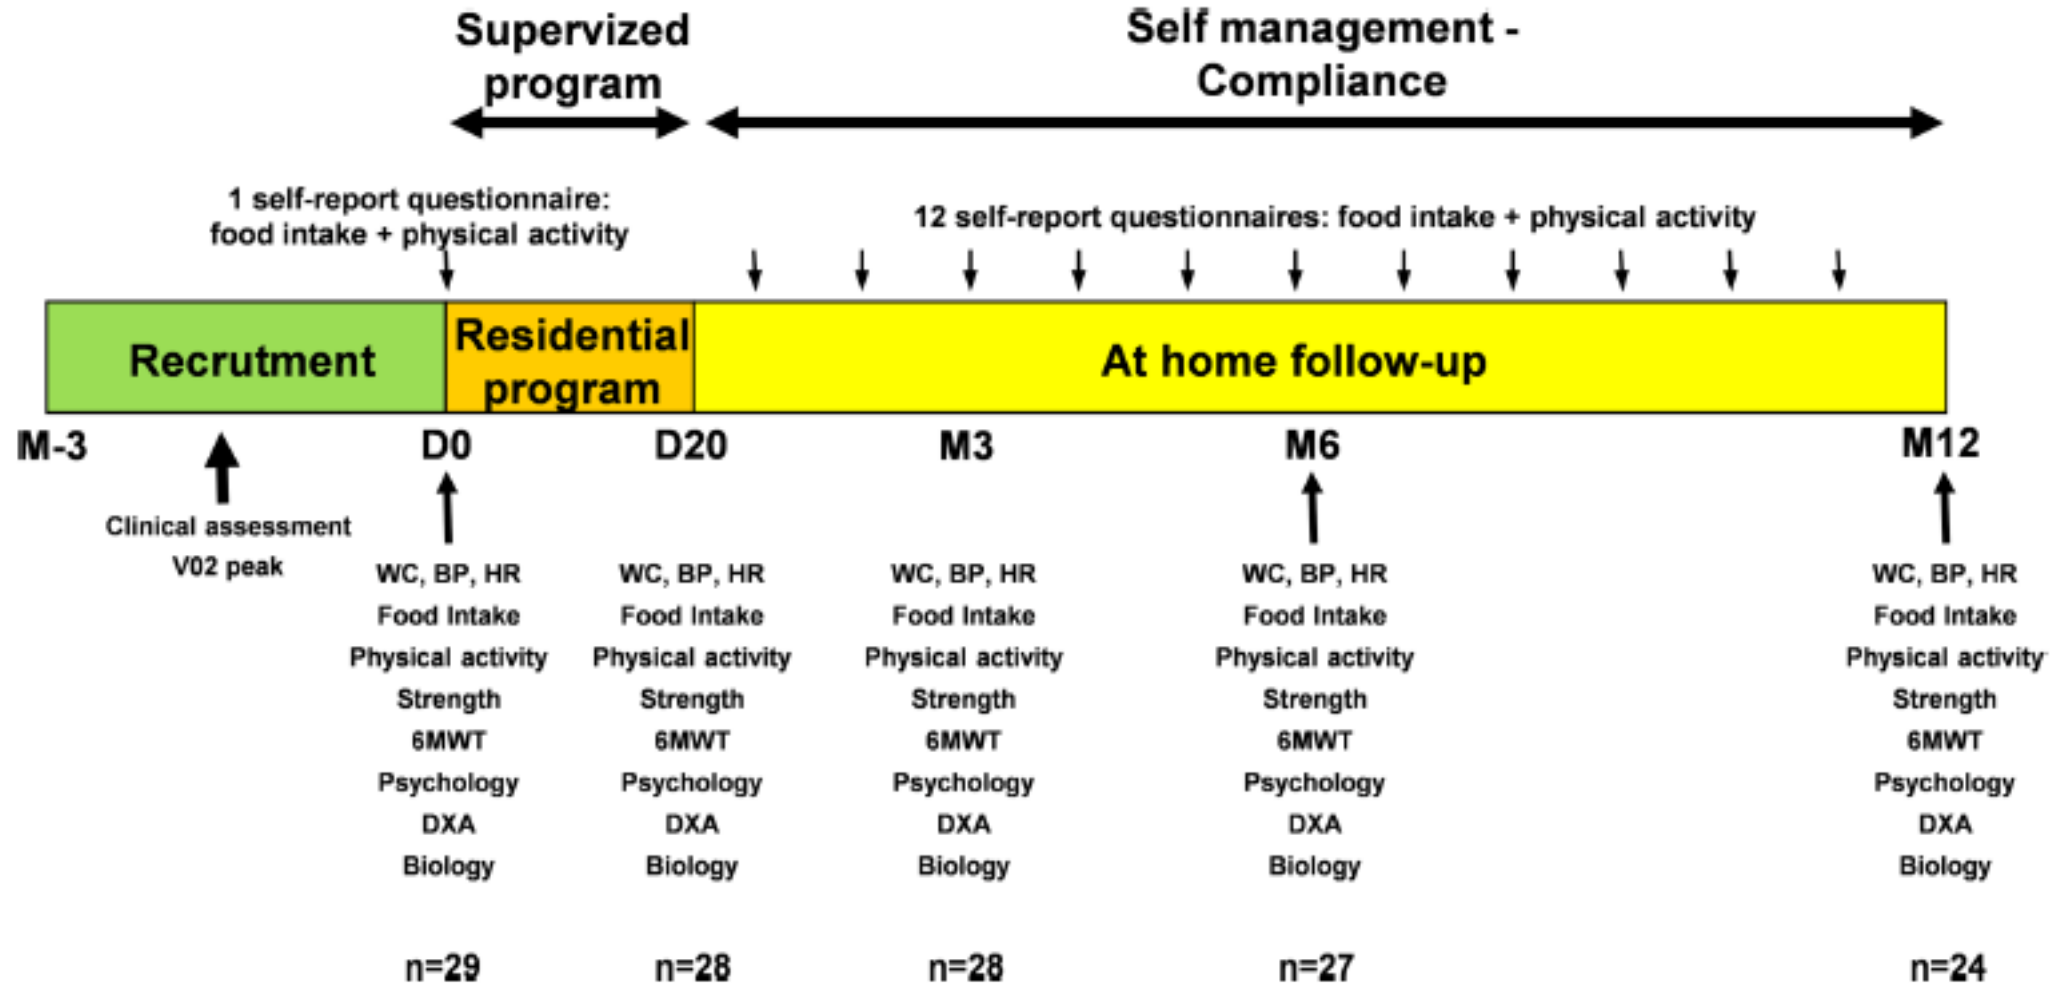 Supervized
program
Self management -
Compliance
1 self-report questionnaire:
food intake + physical activity
12 self-report questionnaires: food intake + physical activity
Recrutment
Residential
program
At home follow-up
M-3
D0
D20
M3
M6
M12
Clinical assessment
V02 peak
WC, BP, HR
Food Intake
Physical activity
Strength
6MWT
Psychology
DXA
Biology
n=29
WC, BP, HR
Food Intake
Physical activity
Strength
6MWT
Psychology
DXA
Biology
n=28
WC, BP, HR
Food Intake
Physical activity
Strength
6MWT
Psychology
DXA
Biology
n=28
WC, BP, HR
Food Intake
Physical activity
Strength
6MWT
Psychology
DXA
Biology
n=27
WC, BP, HR
Food Intake
Physical activity
Strength
6MWT
Psychology
DXA
Biology
n=24